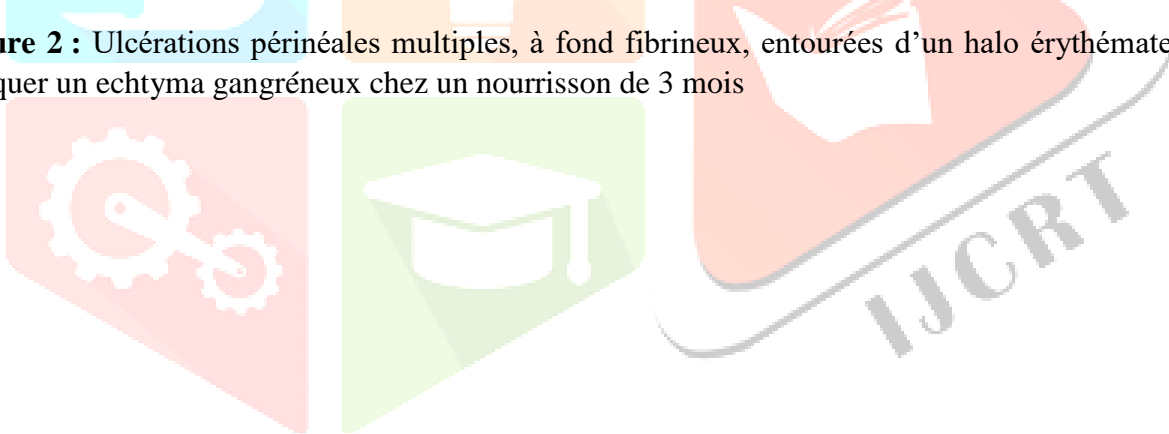 ure 2 : Ulcérations périnéales multiples, à fond fibrineux, entourées d’un halo érythémate
quer un echtyma gangréneux chez un nourrisson de 3 mois
IJCRT